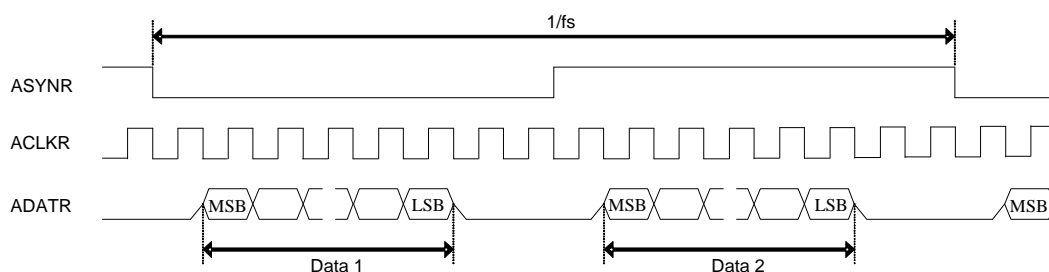 1/fs
ASYNR
ACLKR
ADATR
MSB
LSB
MSB
LSB
MSB
Data 1
Data 2